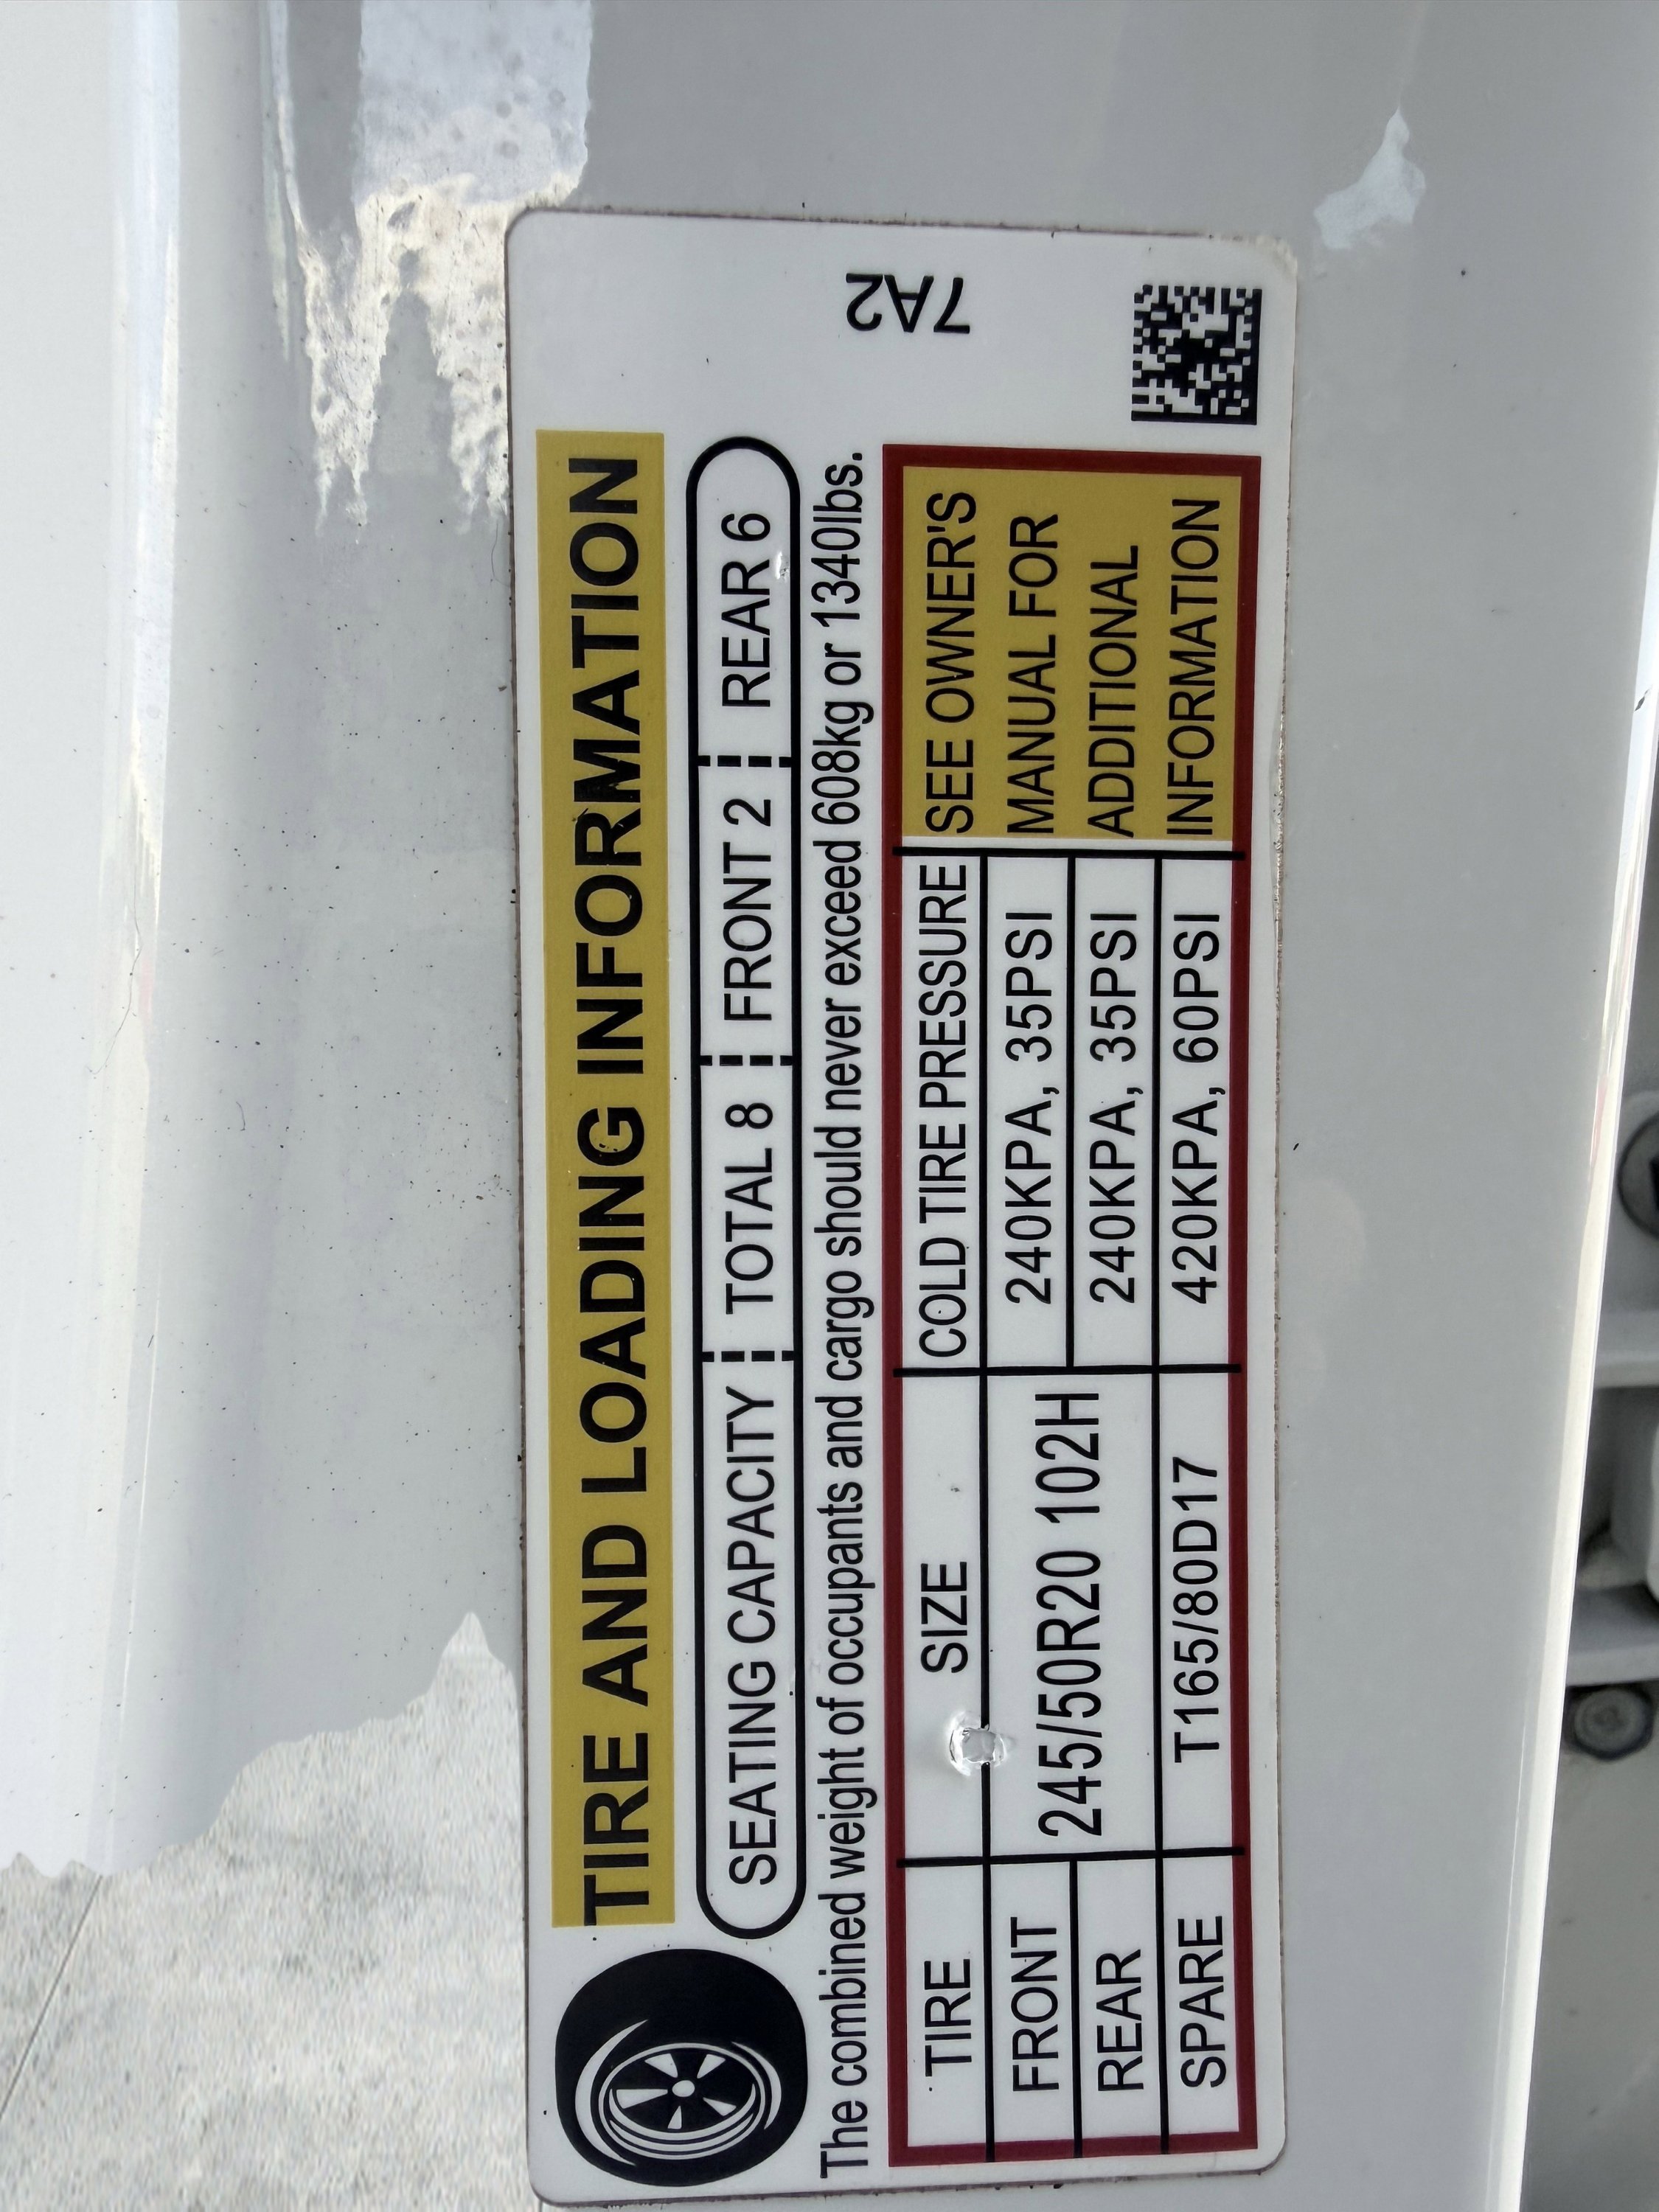 TIRE AND LOADING INFORMATION
SEATING CAPACITY TOTAL 8 FRONT 2 REAR 6
The combined weight of occupants and cargo should never exceed 608kg or 1340lbs.
TIRE SIZE COLD TIRE PRESSURE
FRONT 245/50R20 102H 240KPA, 35PSI
REAR 240KPA, 35PSI
SPARE T165/80D17 420KPA, 60PSI
SEE OWNER'S
MANUAL FOR
ADDITIONAL
INFORMATION
7A2